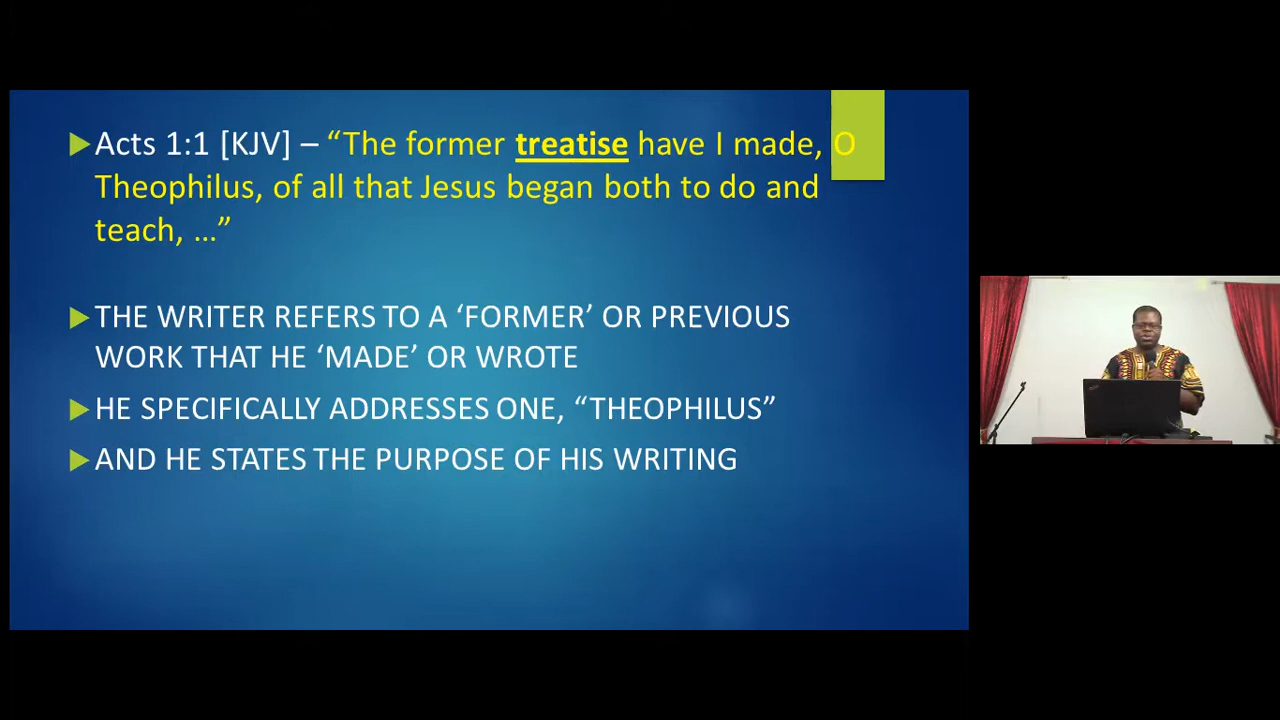 Acts 1:1 [KJV] – “The former treatise have I made, O
Theophilus, of all that Jesus began both to do and
teach, …”
THE WRITER REFERS TO A ‘FORMER’ OR PREVIOUS
WORK THAT HE ‘MADE’ OR WROTE
HE SPECIFICALLY ADDRESSES ONE, “THEOPHILUS”
AND HE STATES THE PURPOSE OF HIS WRITING